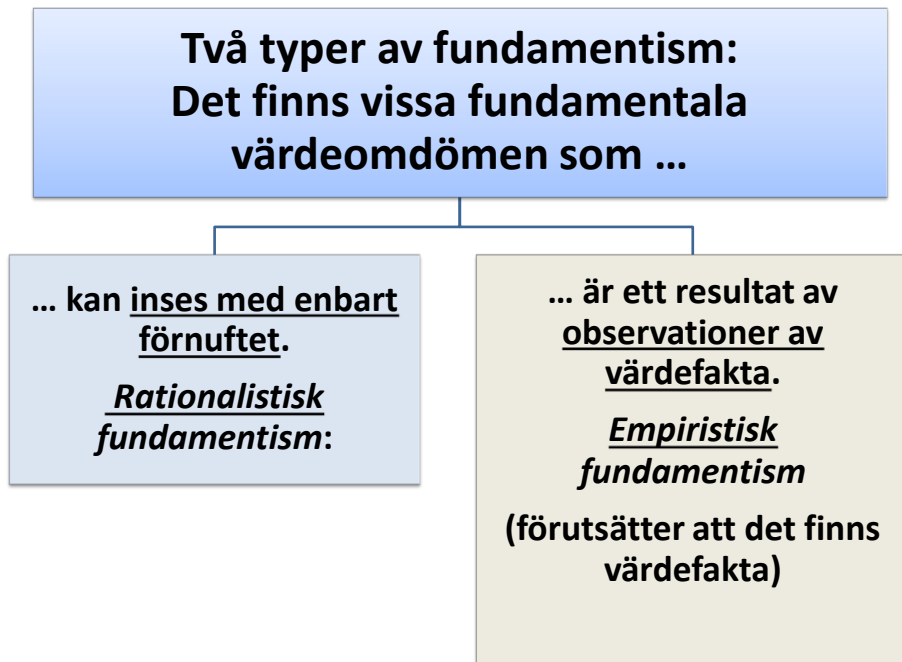 Två typer av fundamentism:
Det finns vissa fundamentala
värdeomdömen som …
… kan inses med enbart
förnuftet.
Rationalistisk
fundamentism:
… är ett resultat av
observationer av
värdefakta.
Empiristisk
fundamentism
(förutsätter att det finns
värdefakta)